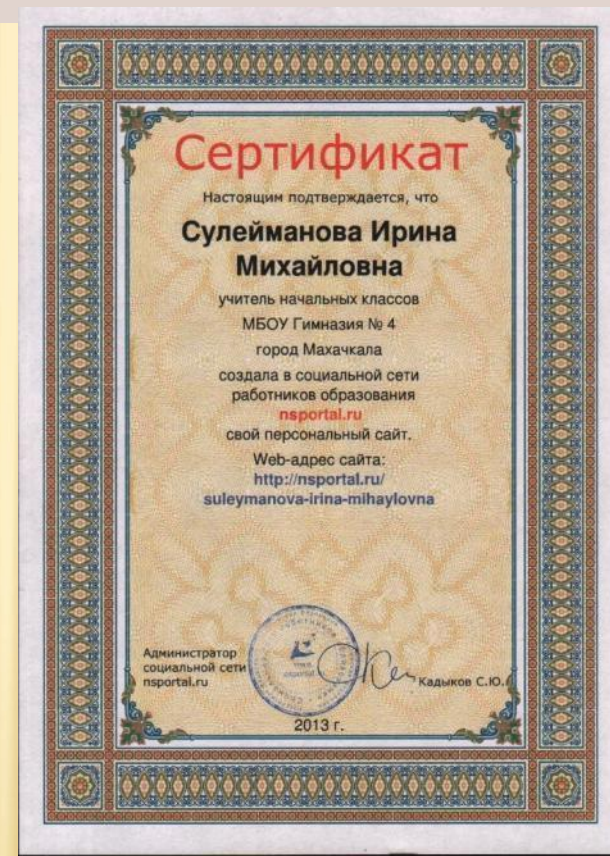 Сертификат
Настоящим подтверждается, что
Сулейманова Ирина
Михайловна
учитель начальных классов
МБОУ Гимназия № 4
город Махачкала
создала в социальной сети
работников образования
nsportal.ru
свой персональный сайт.
Web-адрес сайта:
http://nsportal.ru/
suleymanova-irina-mihaylovna
Администратор
социальной сети
nsportal.ru
Кадыков С.Ю.
2013 г.